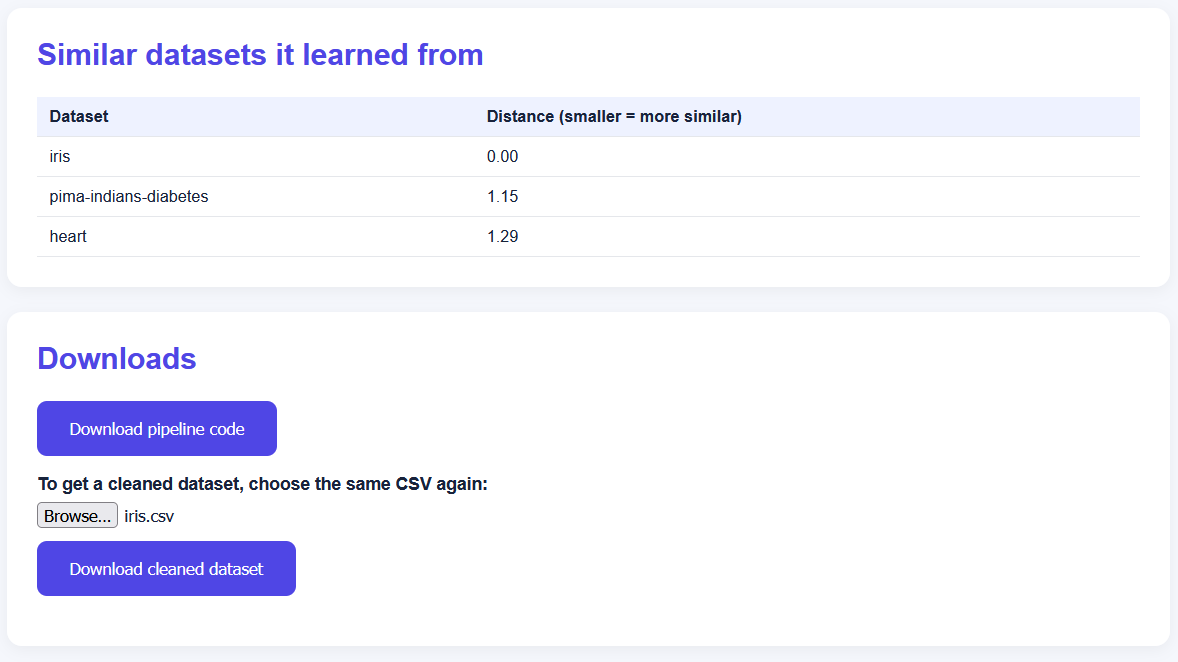 Similar datasets it learned from
Dataset Distance (smaller = more similar)
iris 0.00
pima-indians-diabetes 1.15
heart 1.29
Downloads
Download pipeline code
To get a cleaned dataset, choose the same CSV again:
Browse... iris.csv
Download cleaned dataset